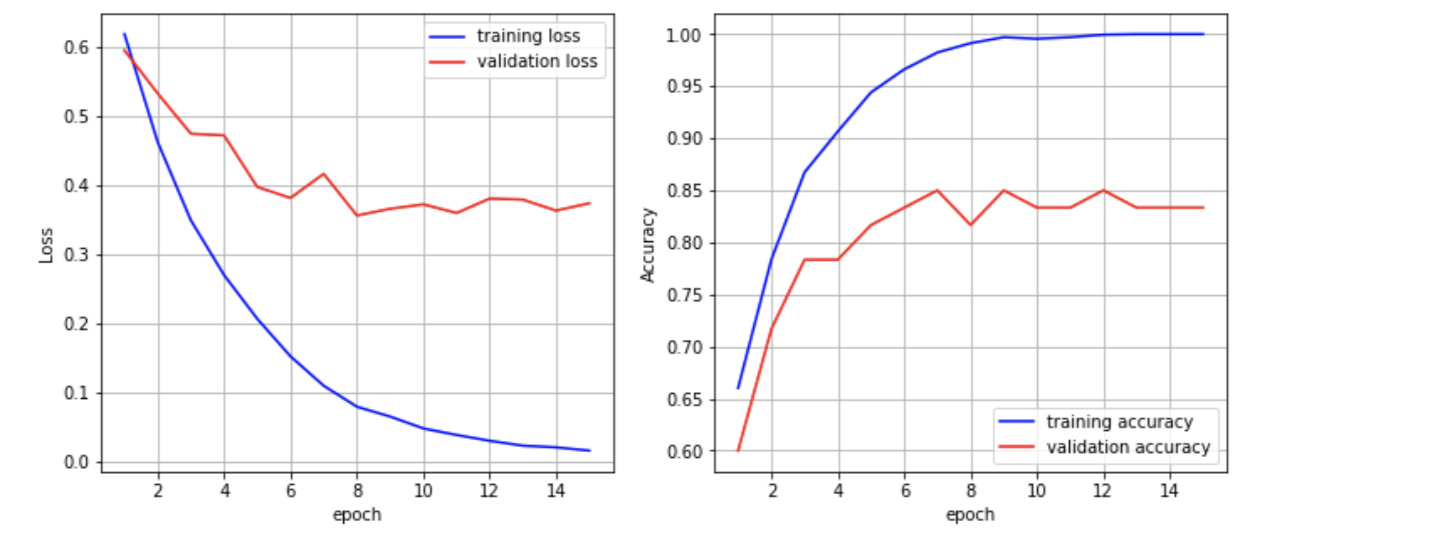 training loss
validation loss
0.6
0.5
0.4
0.3
0.2
0.1
0.0
Loss
2 4 6 8 10 12 14
epoch
1.00
0.95
0.90
0.85
0.80
0.75
0.70
0.65
0.60
Accuracy
training accuracy
validation accuracy
2 4 6 8 10 12 14
epoch